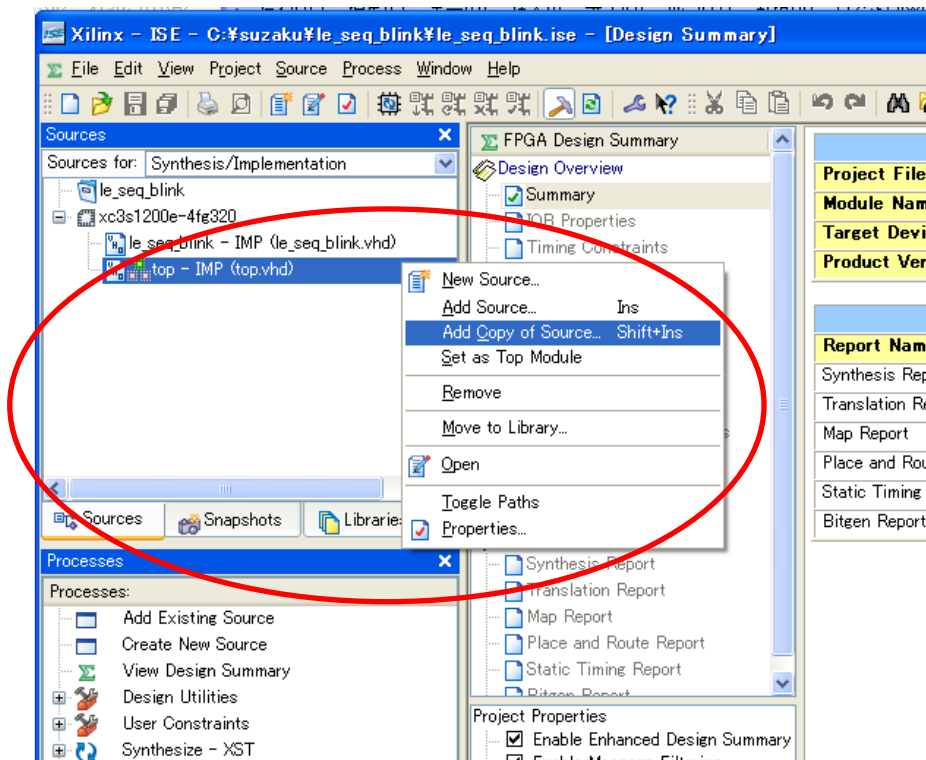 Xilinx - ISE - C:¥suzaku¥le_seq_blink¥le_seq_blink.ise - [Design Summary]
File Edit View Project Source Process Window Help
Sources
Sources for: Synthesis/Implementation
le_seq_blink
xc3s1200e-4fg320
le_seq_blink - IMP (le_seq_blink.vhd)
top - IMP (top.vhd)
Sources Snapshots Libraries
New Source...
Add Source... Ins
Add Copy of Source... Shift+Ins
Set as Top Module
Remove
Move to Library...
Open
Toggle Paths
Properties...
Processes
Processes:
Add Existing Source
Create New Source
View Design Summary
Design Utilities
User Constraints
Synthesize - XST
FPGA Design Summary
Design Overview
Summary
IOB Properties
Timing Constraints
Synthesis Report
Translation Report
Map Report
Place and Route Report
Static Timing Report
Bitgen Report
Project Properties
Enable Enhanced Design Summary
Enable Message Filtering
Project File
Module Nam
Target Devi
Product Ver
Report Nam
Synthesis Rep
Translation Re
Map Report
Place and Rou
Static Timing
Bitgen Report